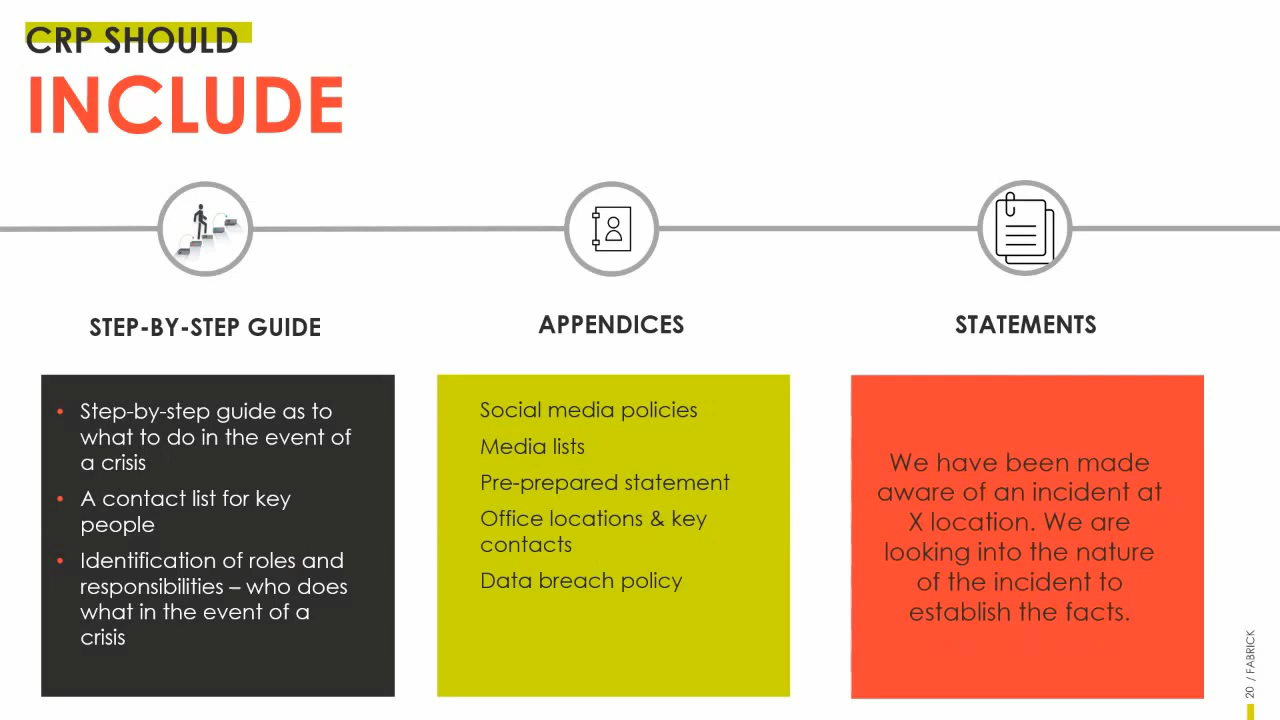 CRP SHOULD
INCLUDE
STEP-BY-STEP GUIDE
• Step-by-step guide as to
what to do in the event of
a crisis
• A contact list for key
people
• Identification of roles and
responsibilities – who does
what in the event of a
crisis
APPENDICES
Social media policies
Media lists
Pre-prepared statement
Office locations & key
contacts
Data breach policy
STATEMENTS
We have been made
aware of an incident at
X location. We are
looking into the nature
of the incident to
establish the facts.
20 / FABRICK